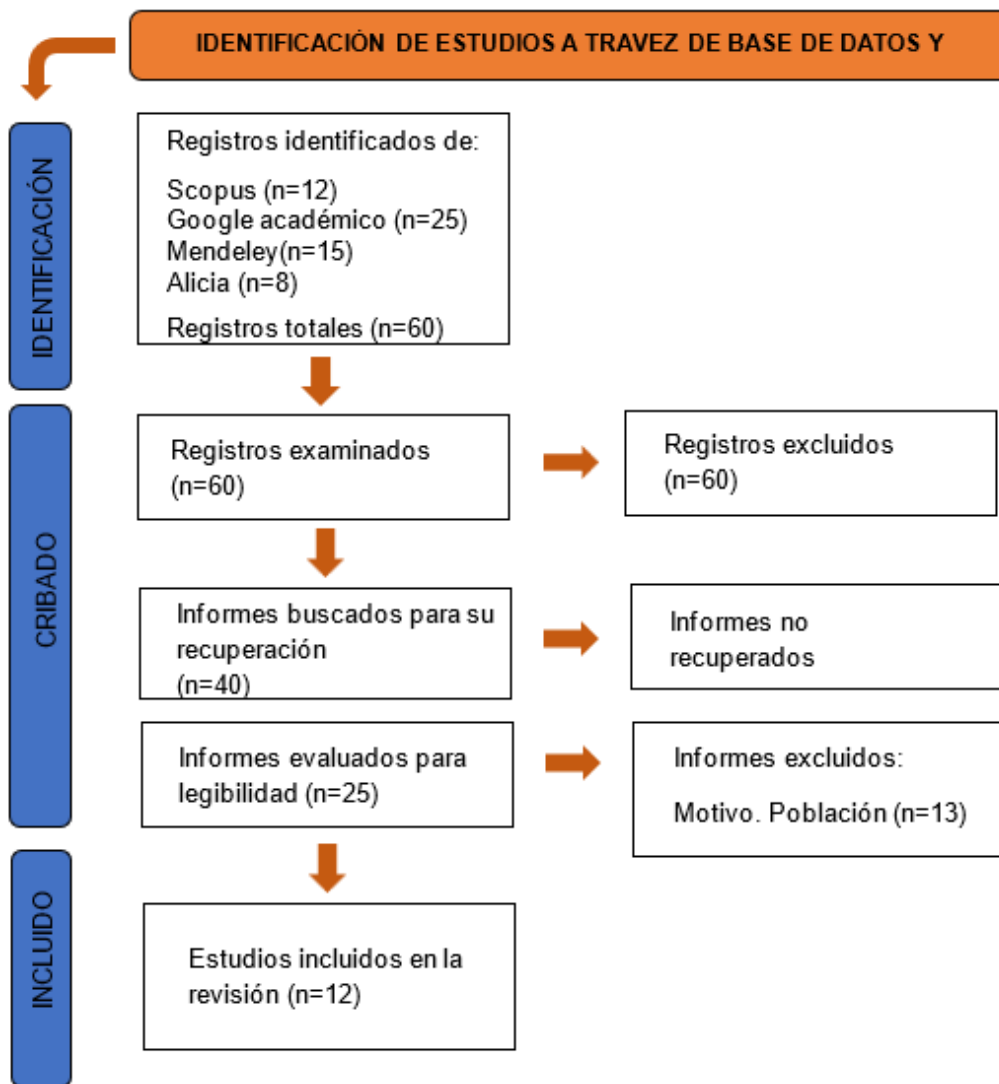 IDENTIFICACIÓN DE ESTUDIOS A TRAVEZ DE BASE DE DATOS Y
IDENTIFICACIÓN
Registros identificados de:
Scopus (n=12)
Google académico (n=25)
Mendeley(n=15)
Alicia (n=8)
Registros totales (n=60)
CRIBADO
Registros examinados
(n=60)
Registros excluidos
(n=60)
Informes buscados para su
recuperación
(n=40)
Informes no
recuperados
Informes evaluados para
legibilidad (n=25)
Informes excluidos:
Motivo. Población (n=13)
INCLUIDO
Estudios incluidos en la
revisión (n=12)